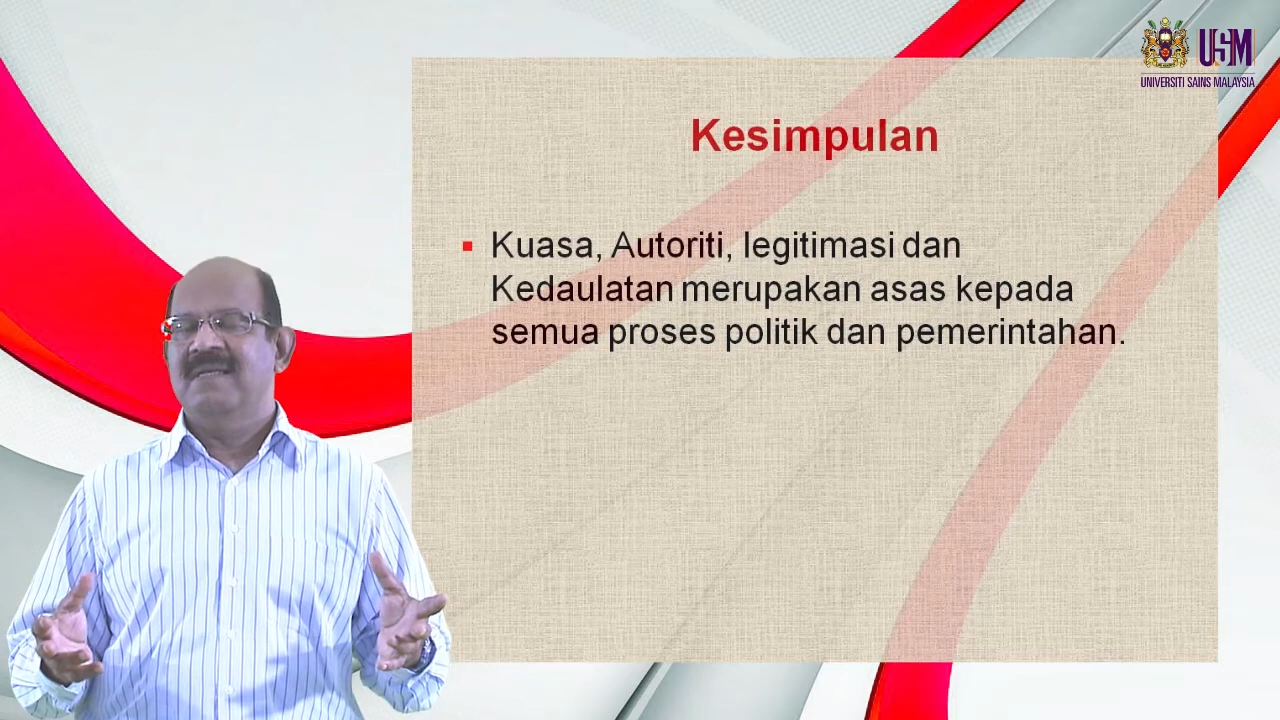 USM
UNIVERSITI SAINS MALAYSIA
Kesimpulan
Kuasa, Autoriti, legitimasi dan
Kedaulatan merupakan asas kepada
semua proses politik dan pemerintahan.